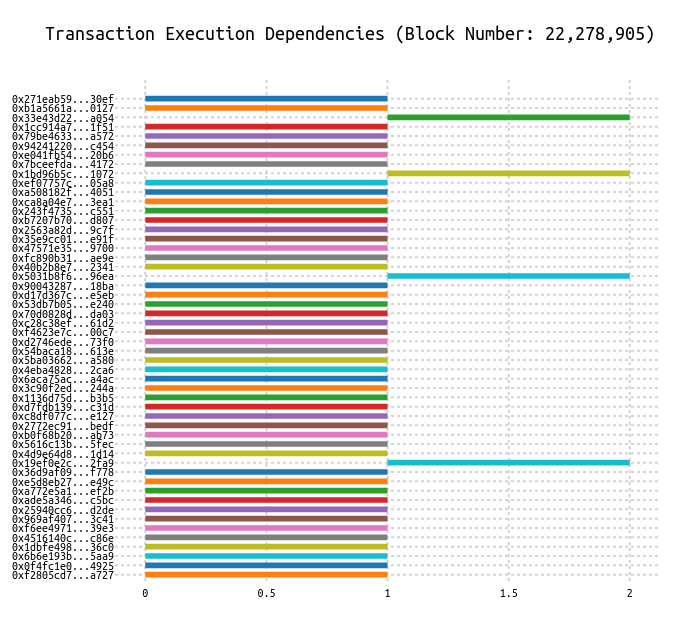 Transaction Execution Dependencies (Block Number: 22,278,905)
0x271eab59...30ef
0xb1a5661a...0127
0x33e43d22...a054
0x1cc914a7...1f51
0x79be4633...a572
0x94241220...c454
0xe041fb54...20b6
0x7bceefda...4172
0x1bd96b5c...1072
0xef07757c...05a8
0xa508182f...4051
0xca8a04e7...3ea1
0x243f4735...c551
0xb7207b70...d807
0x2563a82d...9c7f
0x35e9cc01...e91f
0x47571e35...9700
0xfc890b31...ae9e
0x40b2b8e7...2341
0x5031b8f6...96ea
0x90043287...18ba
0xd17d367c...e5eb
0x53db7b05...e240
0x70d0828d...da03
0xc28c38ef...61d2
0xf4623e7c...00c7
0xd2746ede...73f0
0x54baca18...613e
0x5ba03662...a580
0x4eba4828...2ca6
0x6aca75ac...a4ac
0x3c90f2ed...244a
0x1136d75d...b3b5
0xd7fdb139...c31d
0xc8df077c...e127
0x2772ec91...bedf
0xb0f68b20...ab73
0x5616c13b...5fec
0x4d9e64d8...1d14
0x19ef0e2c...2fa9
0x36d9af09...f778
0xe5d8eb27...e49c
0xa772e5a1...ef2b
0xade5a346...c5bc
0x25940cc6...d2de
0x969af407...3c41
0xf6ee4971...39e3
0x4516140c...c86e
0x1dbfe498...36c0
0x6b6e193b...5aa9
0x0f4fc1e0...4925
0xf2805cd7...a727
0 0.5 1 1.5 2